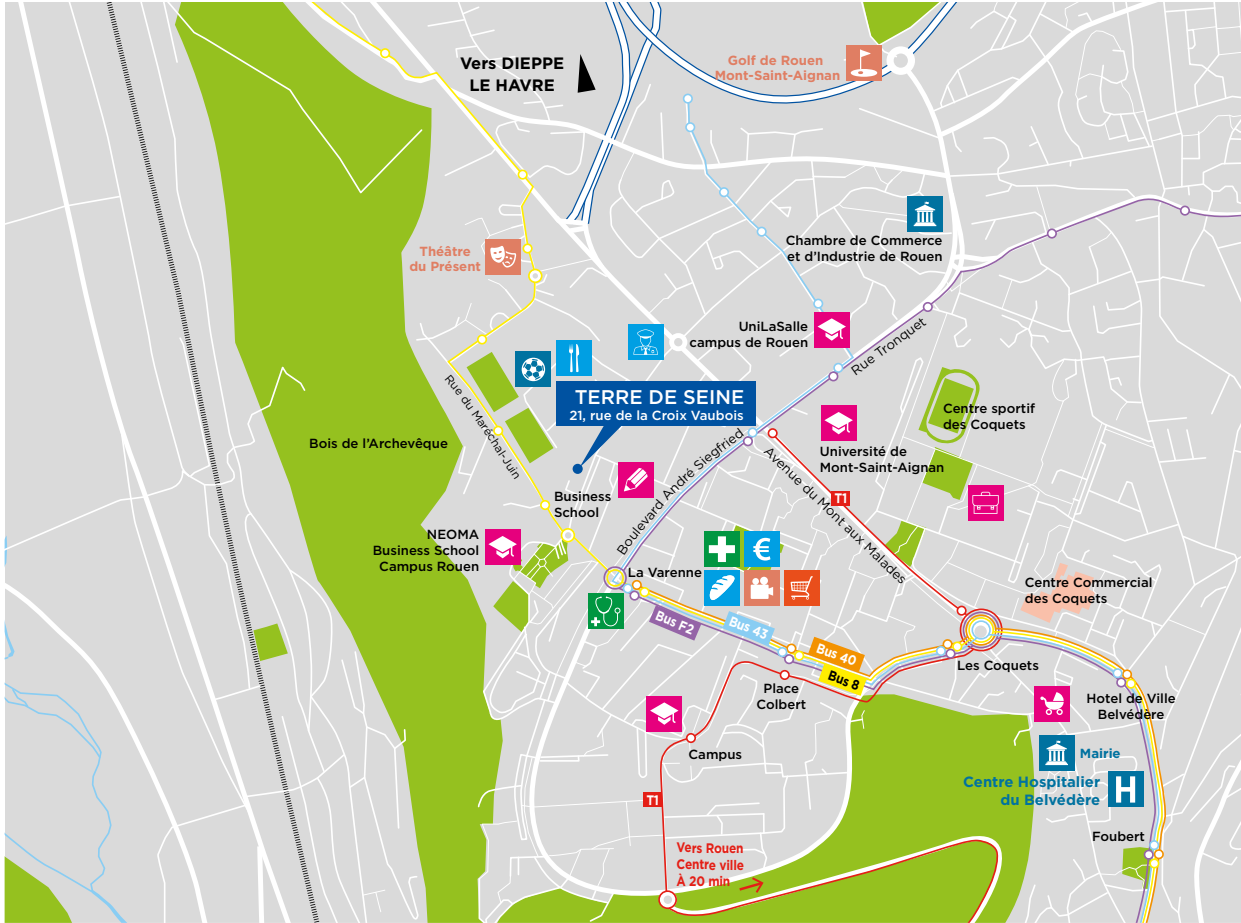 Vers DIEPPE
LE HAVRE
Golf de Rouen
Mont-Saint-Aignan
Chambre de Commerce
et d'Industrie de Rouen
Théâtre
du Présent
UniLaSalle
campus de Rouen
Rue Tronquet
Rue du Maréchal-Juin
TERRE DE SEINE
21, rue de la Croix Vaubois
Centre sportif
des Coquets
Bois de l'Archevêque
Boulevard André Siegfried
Université de
Mont-Saint-Aignan
Avenue du Mont aux Malades
T1
Business
School
NEOMA
Business School
Campus Rouen
€
La Varenne
Centre Commercial
des Coquets
Bus F2
Bus 43
Bus 40
Bus 8
Les Coquets
Place
Colbert
Hotel de Ville
Belvédère
Campus
Mairie
Centre Hospitalier
du Belvédère
H
T1
Foubert
Vers Rouen
Centre ville
À 20 min